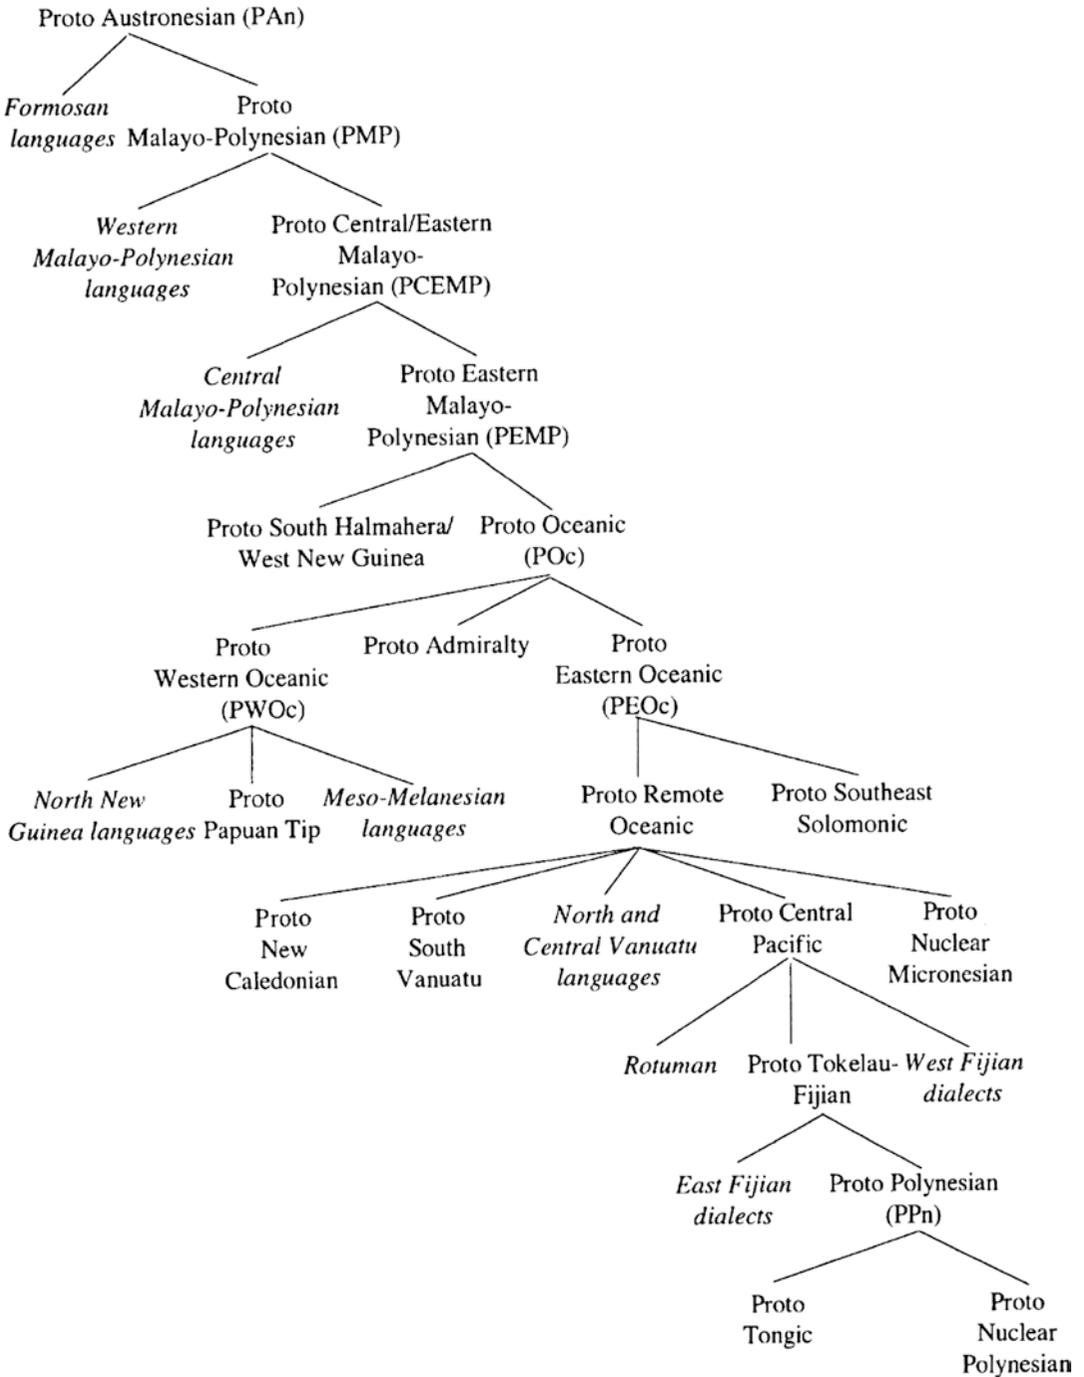 Proto Austronesian (PAn)
Formosan
languages
Proto
Malayo-Polynesian (PMP)
Western
Malayo-Polynesian
languages
Proto Central/Eastern
Malayo-
Polynesian (PCEMP)
Central
Malayo-Polynesian
languages
Proto Eastern
Malayo-
Polynesian (PEMP)
Proto South Halmahera/
West New Guinea
Proto Oceanic
(POc)
Proto
Western Oceanic
(PWOc)
Proto Admiralty
Proto
Eastern Oceanic
(PEOc)
North New
Guinea languages
Proto
Papuan Tip
Meso-Melanesian
languages
Proto Remote
Oceanic
Proto Southeast
Solomonic
Proto
New
Caledonian
Proto
South
Vanuatu
North and
Central Vanuatu
languages
Proto Central
Pacific
Proto
Nuclear
Micronesian
Rotuman
Proto Tokelau-
Fijian
West Fijian
dialects
East Fijian
dialects
Proto Polynesian
(PPn)
Proto
Tongic
Proto
Nuclear
Polynesian